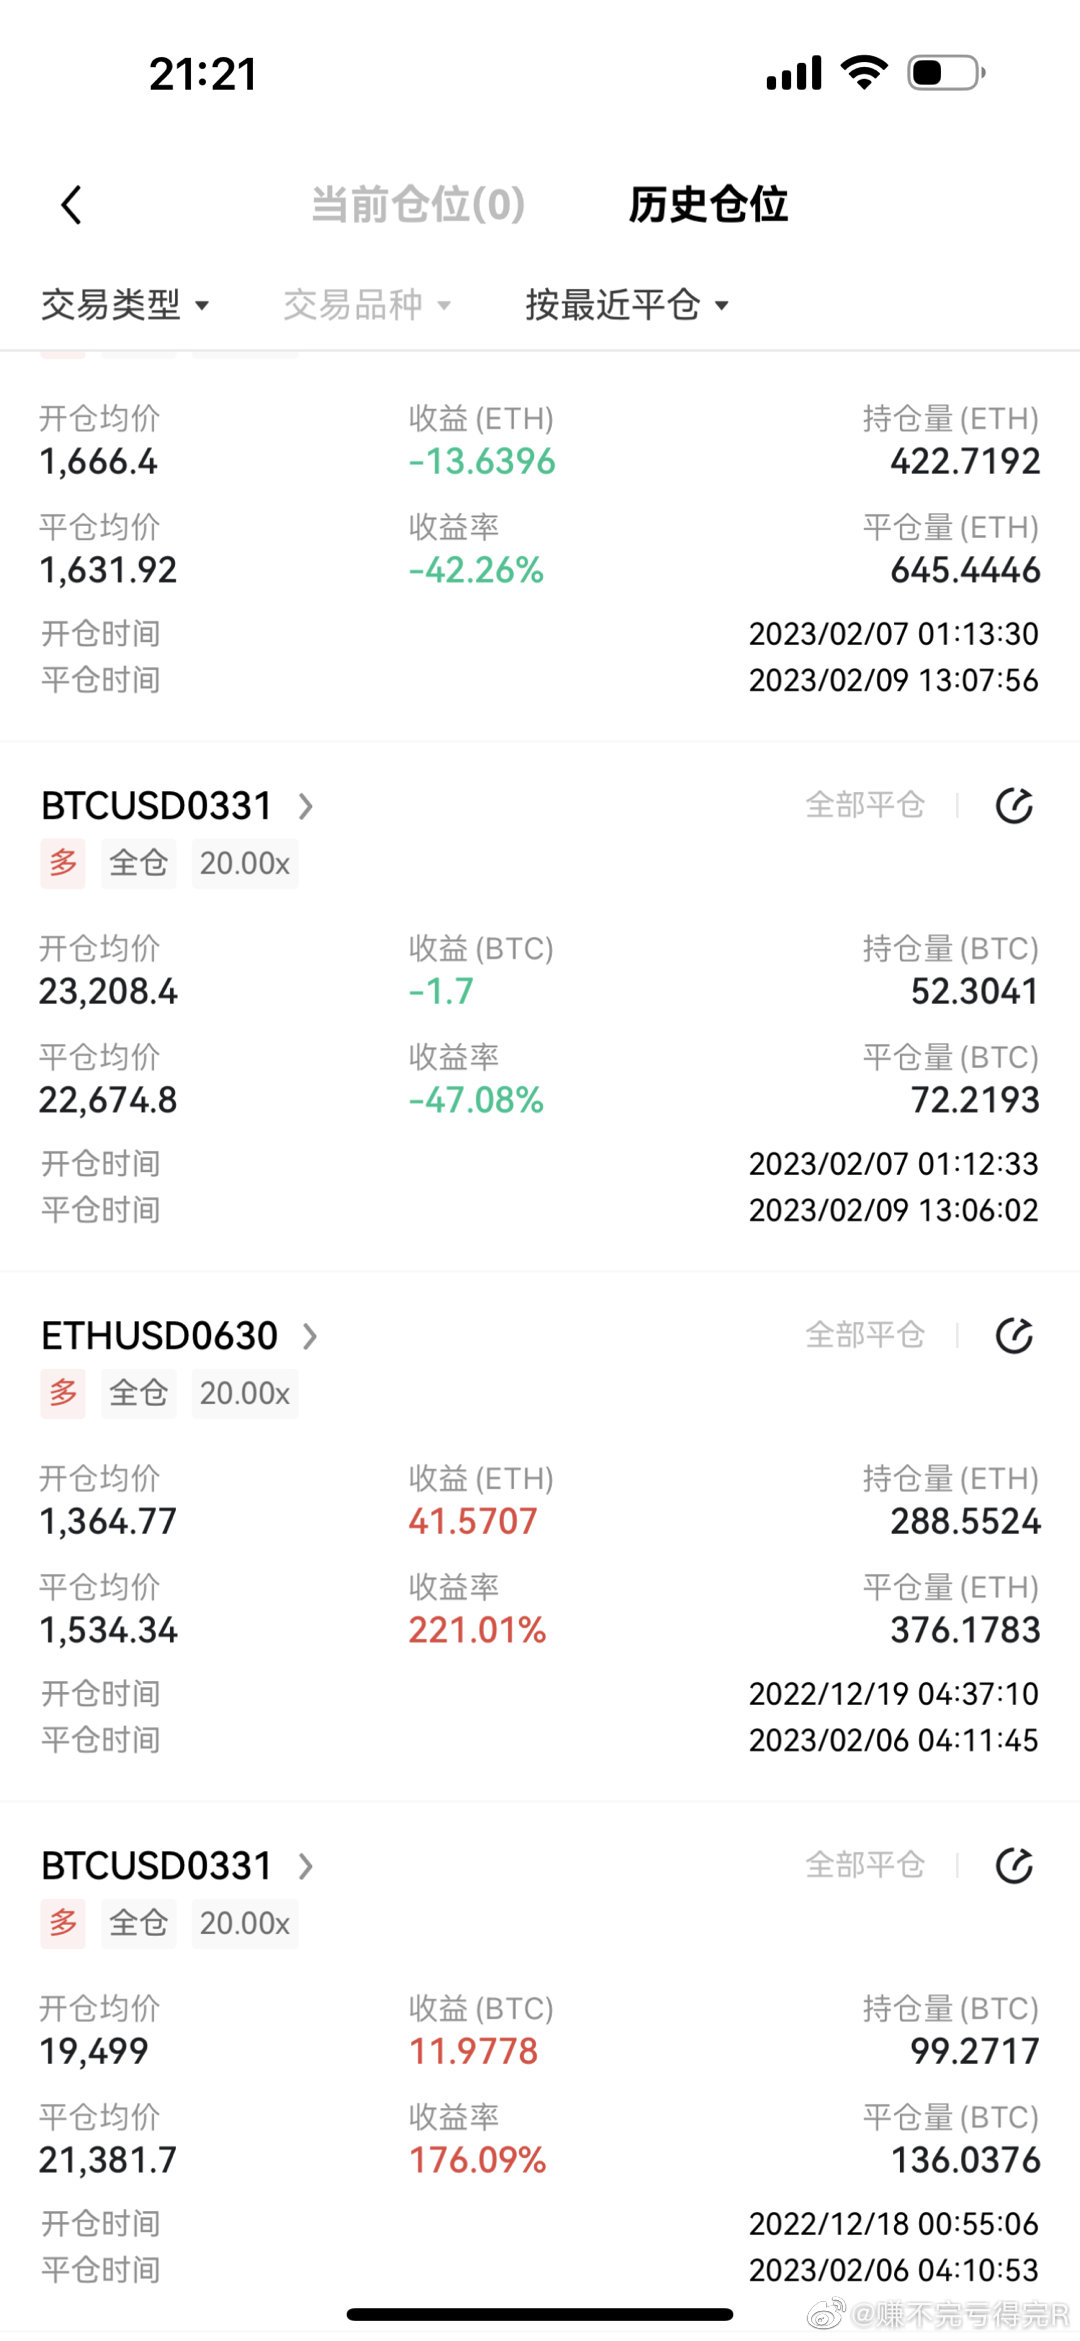 21:21
当前仓位(0) 历史仓位
交易类型 交易品种 按最近平仓
开仓均价 收益 (ETH) 持仓量 (ETH)
1,666.4 -13.6396 422.7192
平仓均价 收益率 平仓量 (ETH)
1,631.92 -42.26% 645.4446
开仓时间 2023/02/07 01:13:30
平仓时间 2023/02/09 13:07:56
BTCUSD0331 全部平仓
多 全仓 20.00x
开仓均价 收益 (BTC) 持仓量 (BTC)
23,208.4 -1.7 52.3041
平仓均价 收益率 平仓量 (BTC)
22,674.8 -47.08% 72.2193
开仓时间 2023/02/07 01:12:33
平仓时间 2023/02/09 13:06:02
ETHUSD0630 全部平仓
多 全仓 20.00x
开仓均价 收益 (ETH) 持仓量 (ETH)
1,364.77 41.5707 288.5524
平仓均价 收益率 平仓量 (ETH)
1,534.34 221.01% 376.1783
开仓时间 2022/12/19 04:37:10
平仓时间 2023/02/06 04:11:45
BTCUSD0331 全部平仓
多 全仓 20.00x
开仓均价 收益 (BTC) 持仓量 (BTC)
19,499 11.9778 99.2717
平仓均价 收益率 平仓量 (BTC)
21,381.7 176.09% 136.0376
开仓时间 2022/12/18 00:55:06
平仓时间 2023/02/06 04:10:53
@赚不完亏得完R